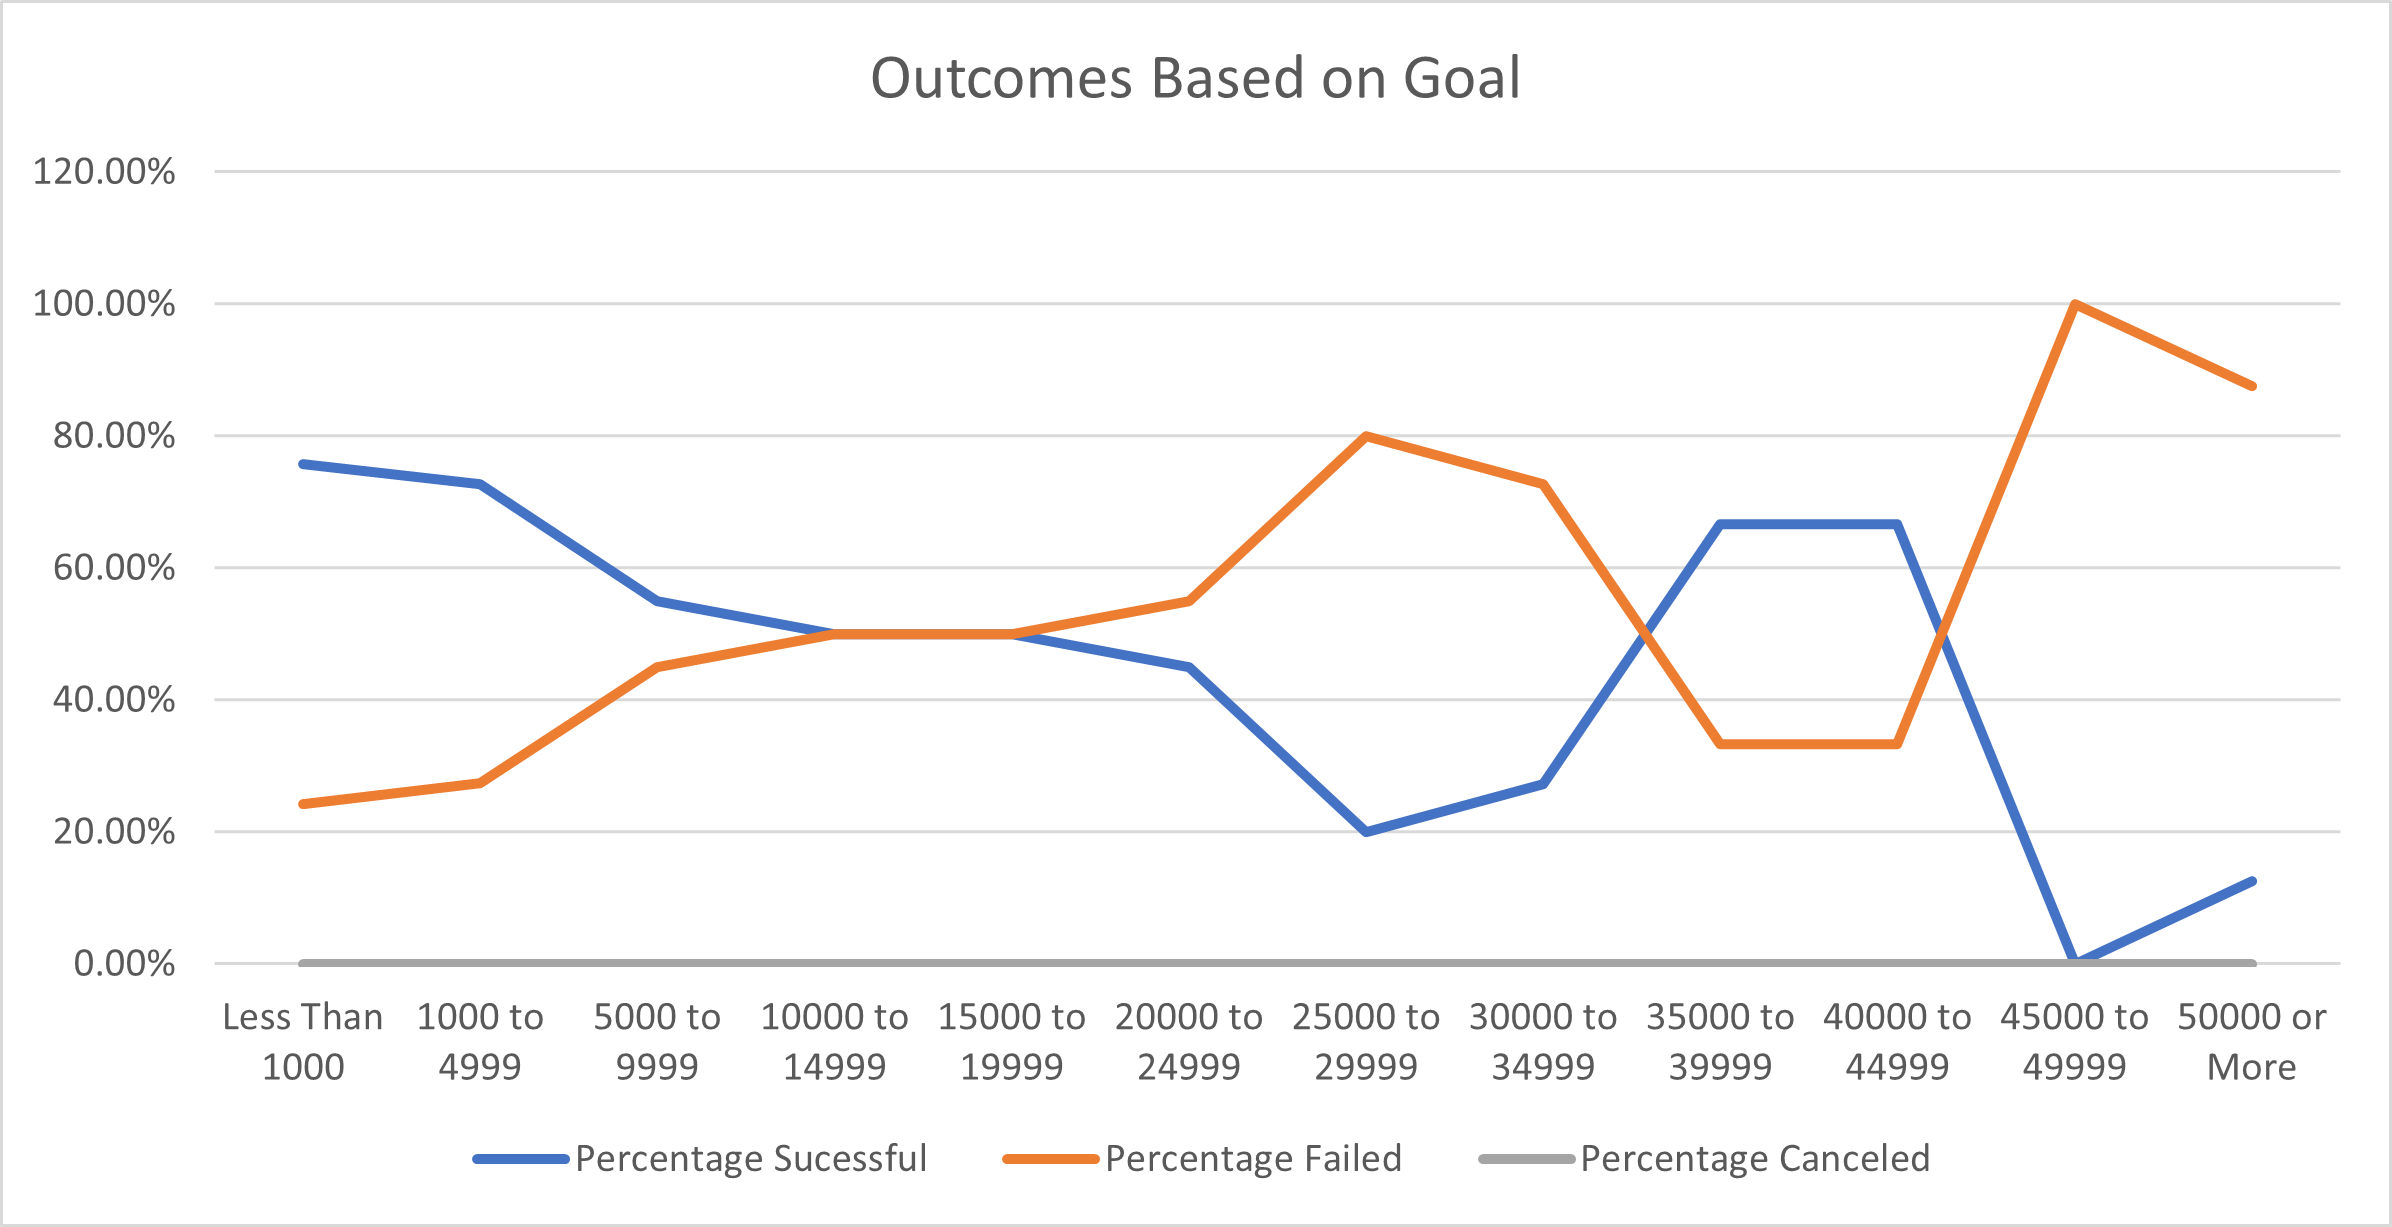 Outcomes Based on Goal
120.00%
100.00%
80.00%
60.00%
40.00%
20.00%
0.00%
Less Than 1000 to 5000 to 10000 to 15000 to 20000 to 25000 to 30000 to 35000 to 40000 to 45000 to 50000 or
1000 4999 9999 14999 19999 24999 29999 34999 39999 44999 49999 More
Percentage Sucessful Percentage Failed Percentage Canceled